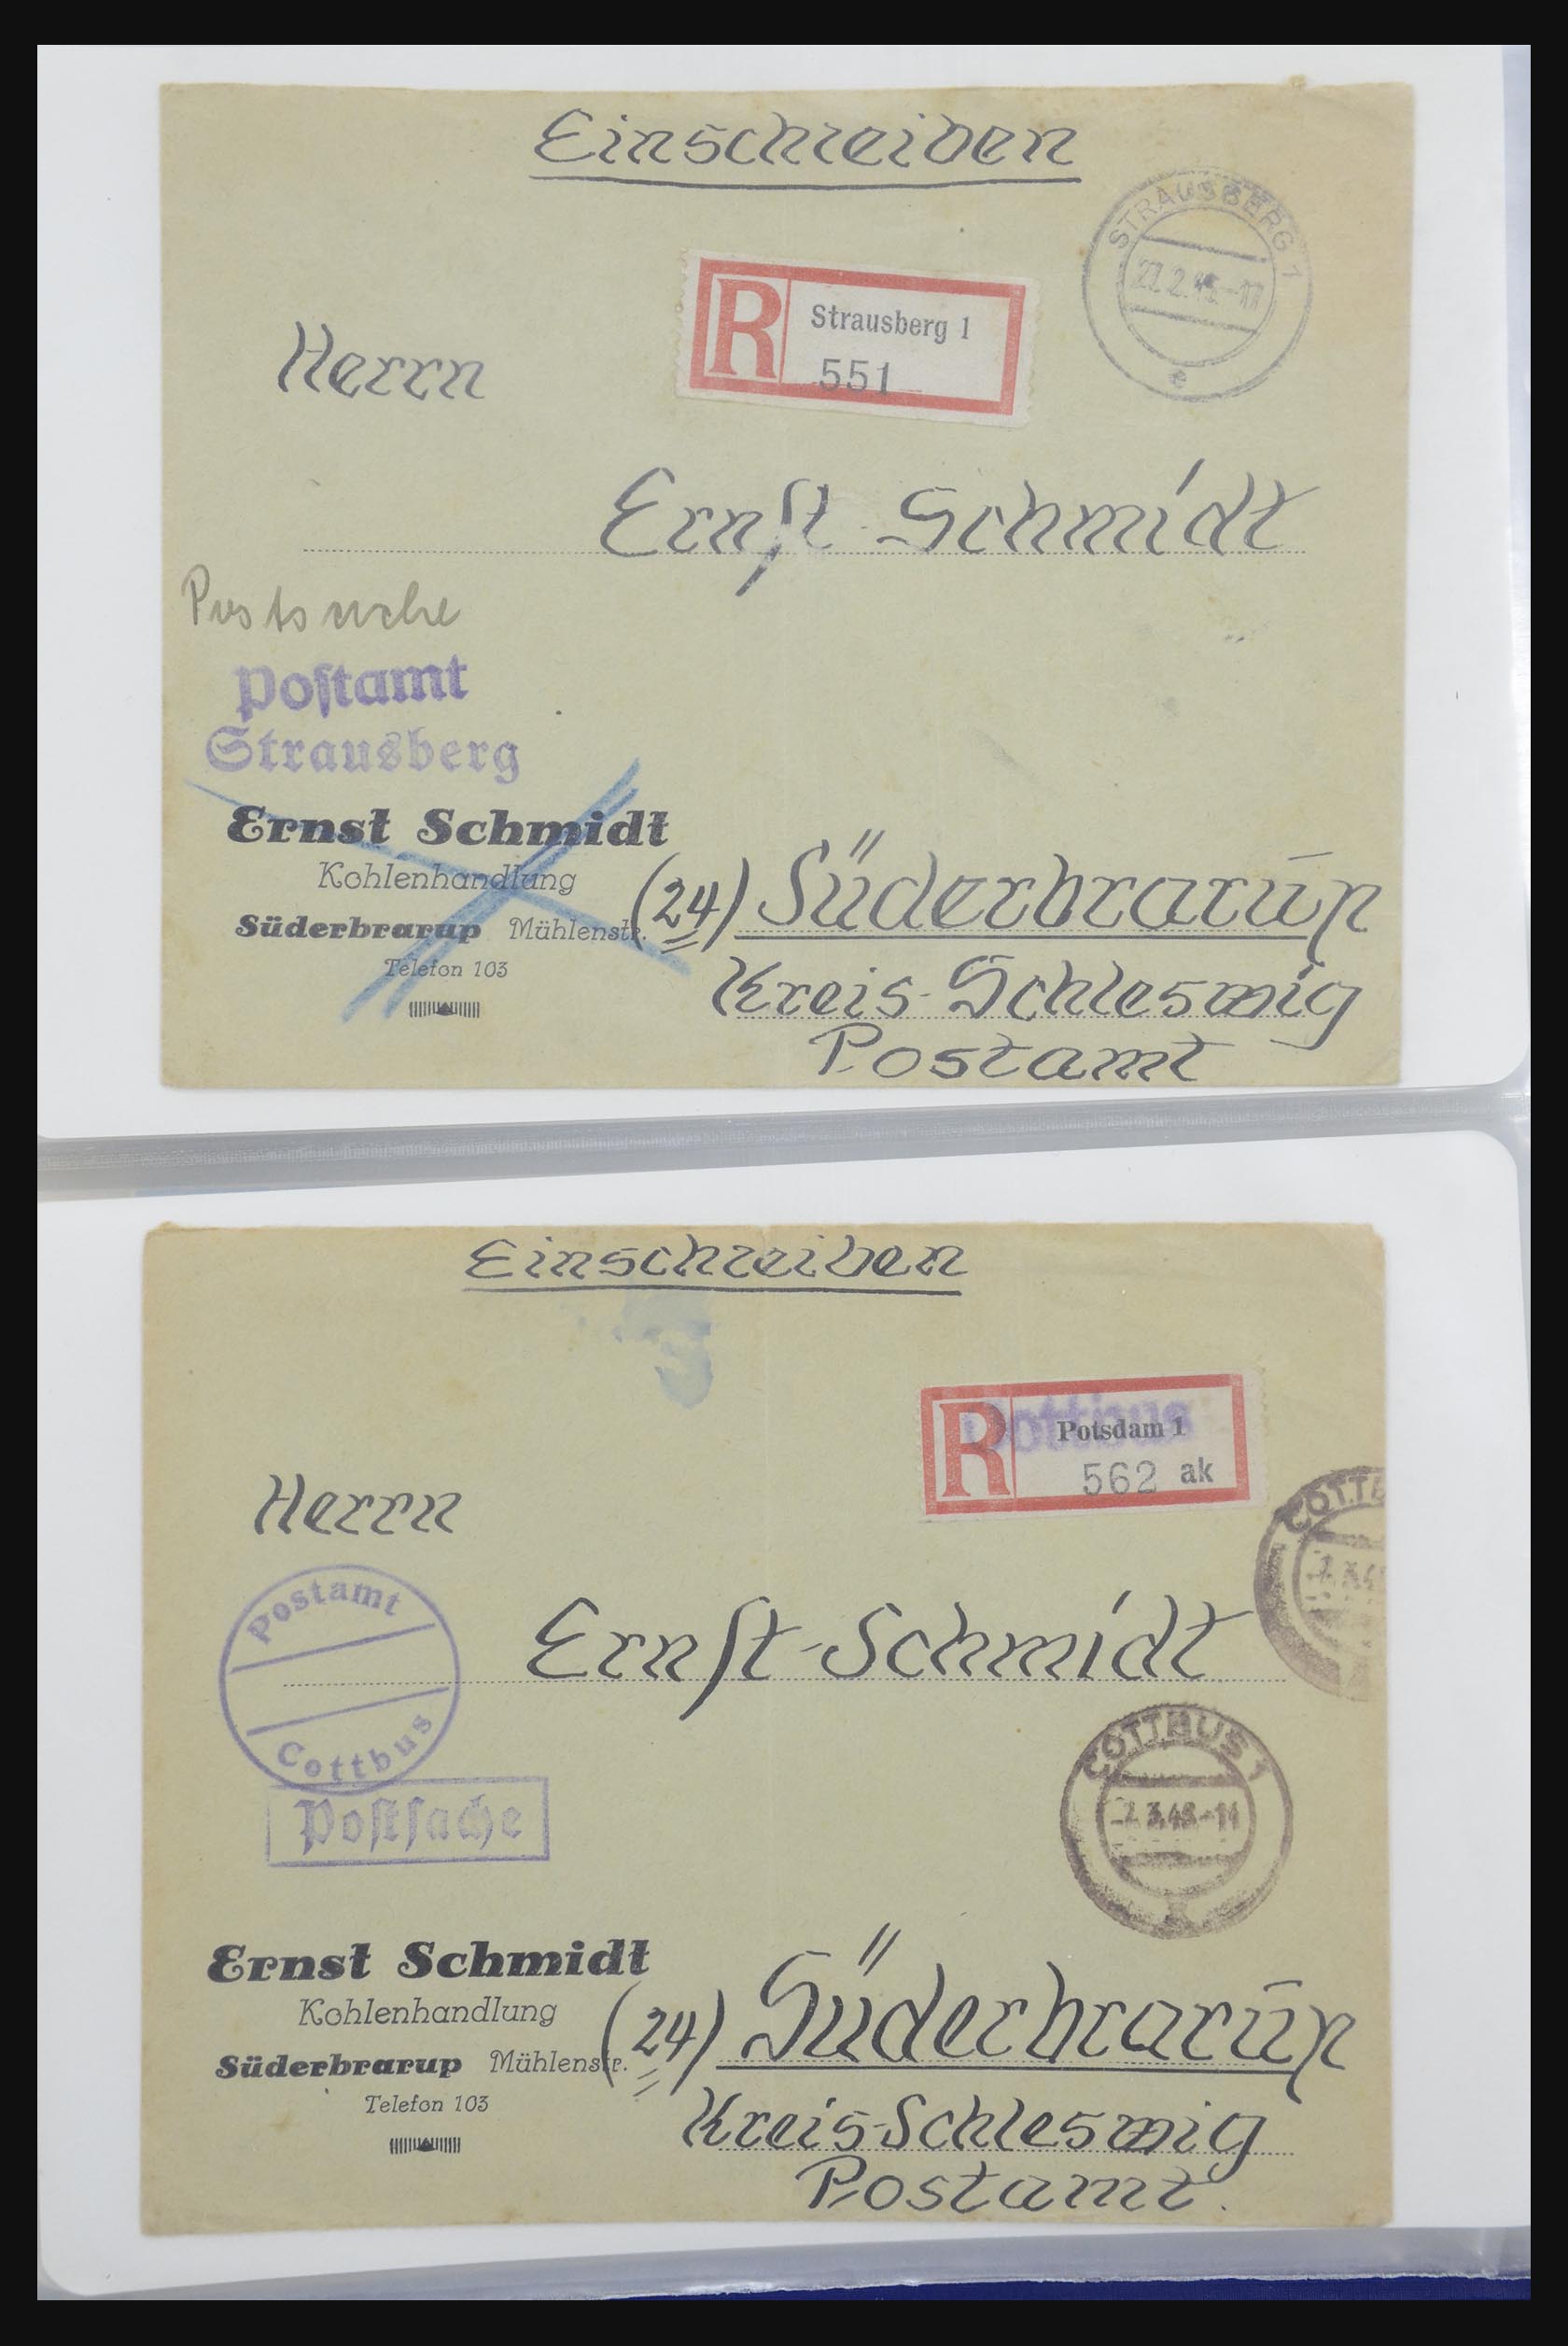 Einschreiben
STRAUSBERG 1
e
R
Strausberg 1
551
Herrn
Ernſt Schmidt
Postsache
Poſtamt
Strausberg
Ernst Schmidt
Kohlenhandlung
Süderbrarup Mühlenstr.
Telefon 103
(24) Süderbrarup
Kreis-Schleswig
Postamt
Einschreiben
R
Cottbus
Potsdam 1
562 ak
Herrn
Postamt
Cottbus
Ernſt-Schmidt
COTTBUS 1
Poſtſache
Ernst Schmidt
Kohlenhandlung
Süderbrarup Mühlenstr.
Telefon 103
(24) Süderbrarup
Kreis-Schleswig
Postamt.